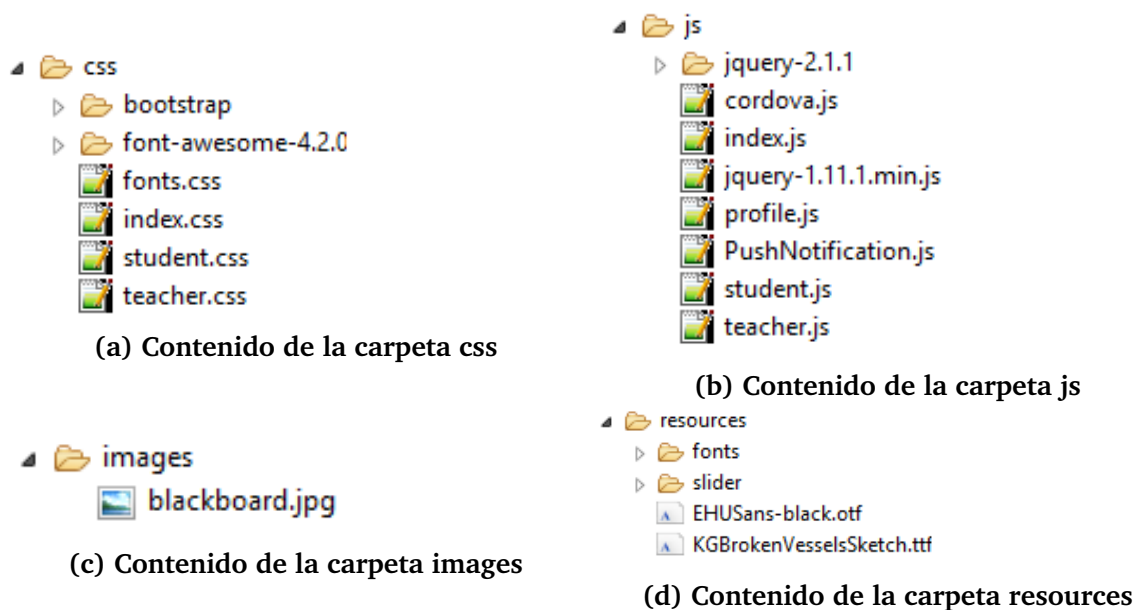 css
bootstrap
font-awesome-4.2.0
fonts.css
index.css
student.css
teacher.css
(a) Contenido de la carpeta css
js
jquery-2.1.1
cordova.js
index.js
jquery-1.11.1.min.js
profile.js
PushNotification.js
student.js
teacher.js
(b) Contenido de la carpeta js
images
blackboard.jpg
(c) Contenido de la carpeta images
resources
fonts
slider
EHUSans-black.otf
KGBrokenVesselsSketch.ttf
(d) Contenido de la carpeta resources